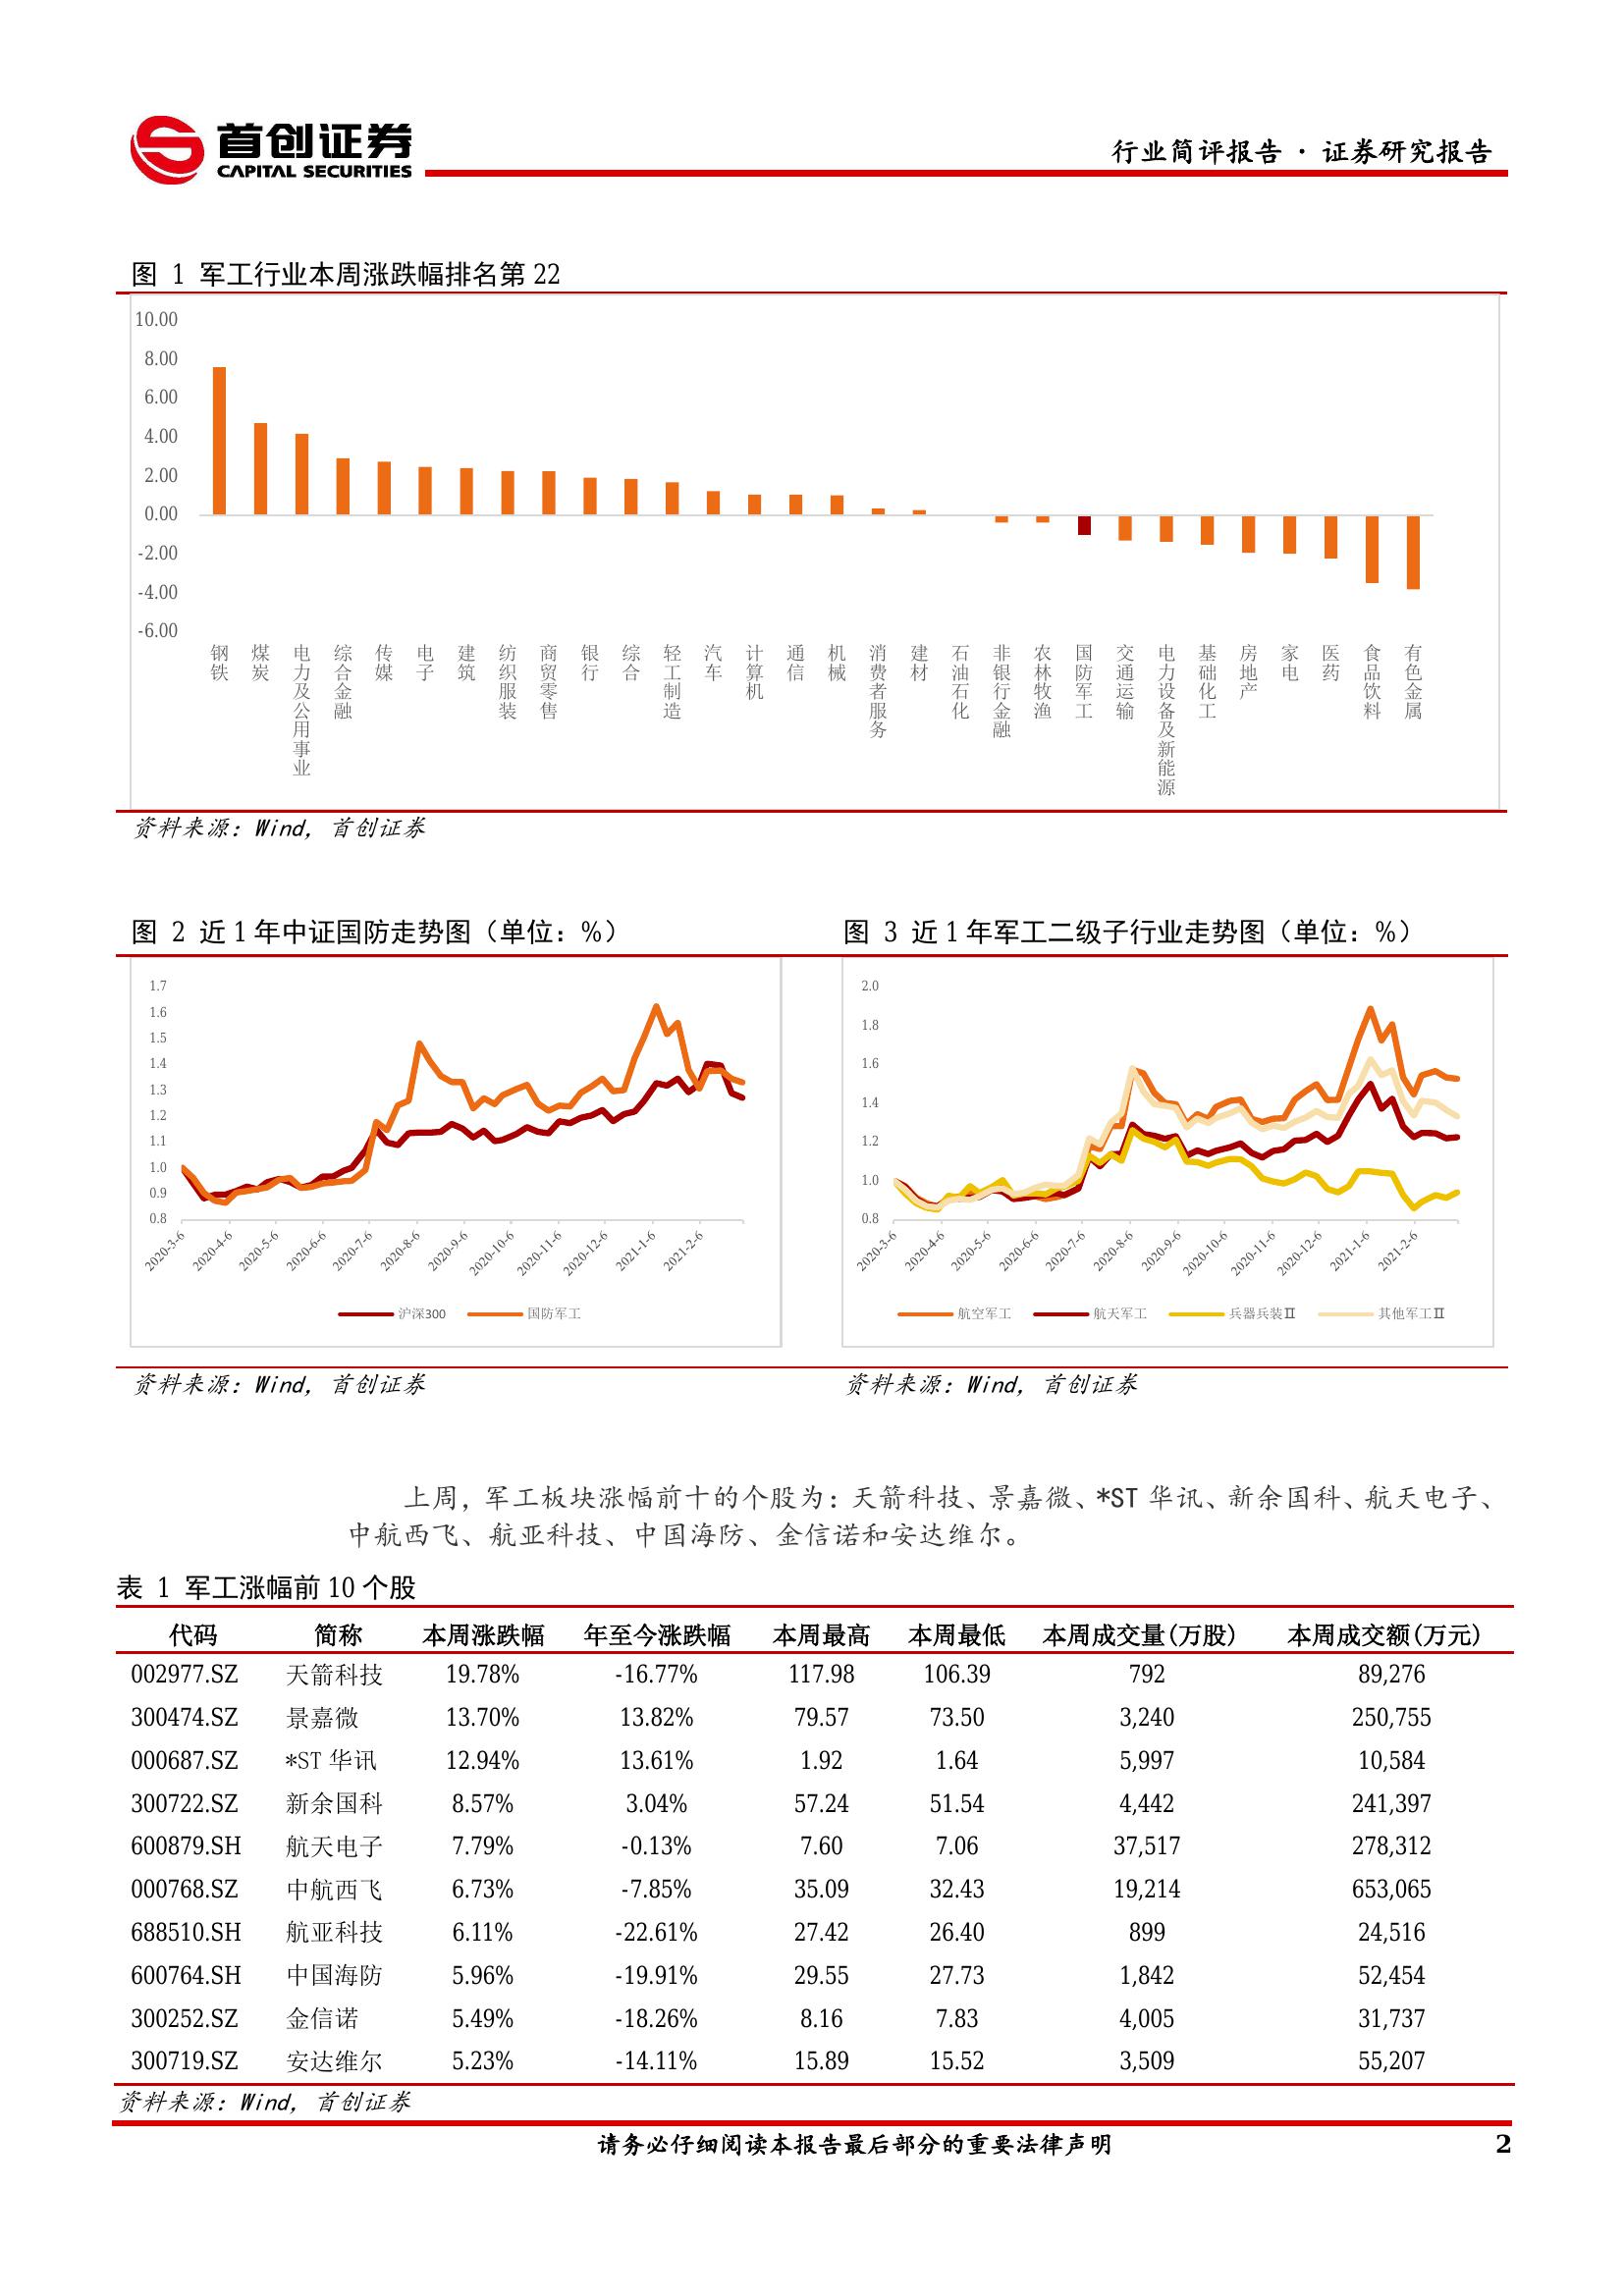 首创证券
CAPITAL SECURITIES
行业简评报告 · 证券研究报告
图 1 军工行业本周涨跌幅排名第 22
10.00
8.00
6.00
4.00
2.00
0.00
-2.00
-4.00
-6.00
钢铁
煤炭
电力及公用事业
综合金融
传媒
电子
建筑
纺织服装
商贸零售
银行
综合
轻工制造
汽车
计算机
通信
机械
消费者服务
建材
石油石化
非银行金融
农林牧渔
国防军工
交通运输
电力设备及新能源
基础化工
房地产
家电
医药
食品饮料
有色金属
资料来源：Wind，首创证券
图 2 近 1 年中证国防走势图（单位：%）
1.7
1.6
1.5
1.4
1.3
1.2
1.1
1.0
0.9
0.8
2020-3-6
2020-4-6
2020-5-6
2020-6-6
2020-7-6
2020-8-6
2020-9-6
2020-10-6
2020-11-6
2020-12-6
2021-1-6
2021-2-6
沪深300
国防军工
资料来源：Wind，首创证券
图 3 近 1 年军工二级子行业走势图（单位：%）
2.0
1.8
1.6
1.4
1.2
1.0
0.8
2020-3-6
2020-4-6
2020-5-6
2020-6-6
2020-7-6
2020-8-6
2020-9-6
2020-10-6
2020-11-6
2020-12-6
2021-1-6
2021-2-6
航空军工
航天军工
兵器兵装Ⅱ
其他军工Ⅱ
资料来源：Wind，首创证券
上周，军工板块涨幅前十的个股为：天箭科技、景嘉微、*ST 华讯、新余国科、航天电子、
中航西飞、航亚科技、中国海防、金信诺和安达维尔。
表 1 军工涨幅前 10 个股
代码 简称 本周涨跌幅 年至今涨跌幅 本周最高 本周最低 本周成交量(万股) 本周成交额(万元)
002977.SZ 天箭科技 19.78% -16.77% 117.98 106.39 792 89,276
300474.SZ 景嘉微 13.70% 13.82% 79.57 73.50 3,240 250,755
000687.SZ *ST 华讯 12.94% 13.61% 1.92 1.64 5,997 10,584
300722.SZ 新余国科 8.57% 3.04% 57.24 51.54 4,442 241,397
600879.SH 航天电子 7.79% -0.13% 7.60 7.06 37,517 278,312
000768.SZ 中航西飞 6.73% -7.85% 35.09 32.43 19,214 653,065
688510.SH 航亚科技 6.11% -22.61% 27.42 26.40 899 24,516
600764.SH 中国海防 5.96% -19.91% 29.55 27.73 1,842 52,454
300252.SZ 金信诺 5.49% -18.26% 8.16 7.83 4,005 31,737
300719.SZ 安达维尔 5.23% -14.11% 15.89 15.52 3,509 55,207
资料来源：Wind，首创证券
请务必仔细阅读本报告最后部分的重要法律声明 2